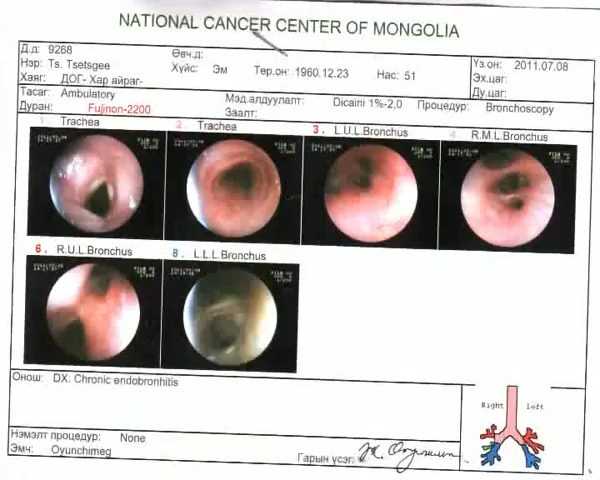 NATIONAL CANCER CENTER OF MONGOLIA
Д.д: 9268 Өвч.д: Үз.он: 2011.07.08
Нэр: Ts. Tsetsgee Хүйс: Эм Төр.он: 1960.12.23 Нас: 51 Эх.цаг:
Хаяг: ДОГ- Хар айраг- Ду.цаг:
Тасаг: Ambulatory Мэд.алдуулалт: Dicaini 1%-2,0 Процедур: Bronchoscopy
Дуран: Fujinon-2200 Заалт:
1. Trachea 2. Trachea 3. L.U.L.Bronchus 4. R.M.L.Bronchus
6. R.U.L.Bronchus 8. L.L.L.Bronchus
Онош: DX: Chronic endobronhitis
Right left
Нэмэлт процедур: None
Эмч: Oyunchimeg Гарын үсэг: